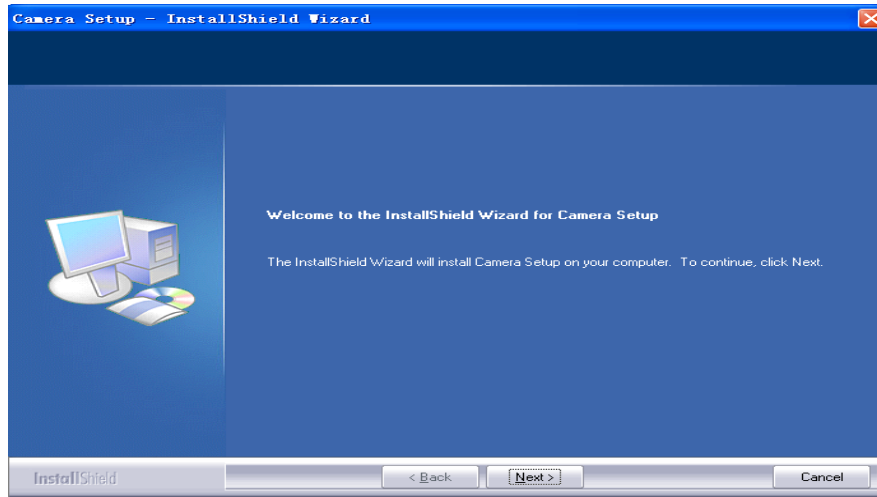 Camera Setup - InstallShield Wizard
Welcome to the InstallShield Wizard for Camera Setup
The InstallShield Wizard will install Camera Setup on your computer. To continue, click Next.
InstallShield
< Back
Next >
Cancel